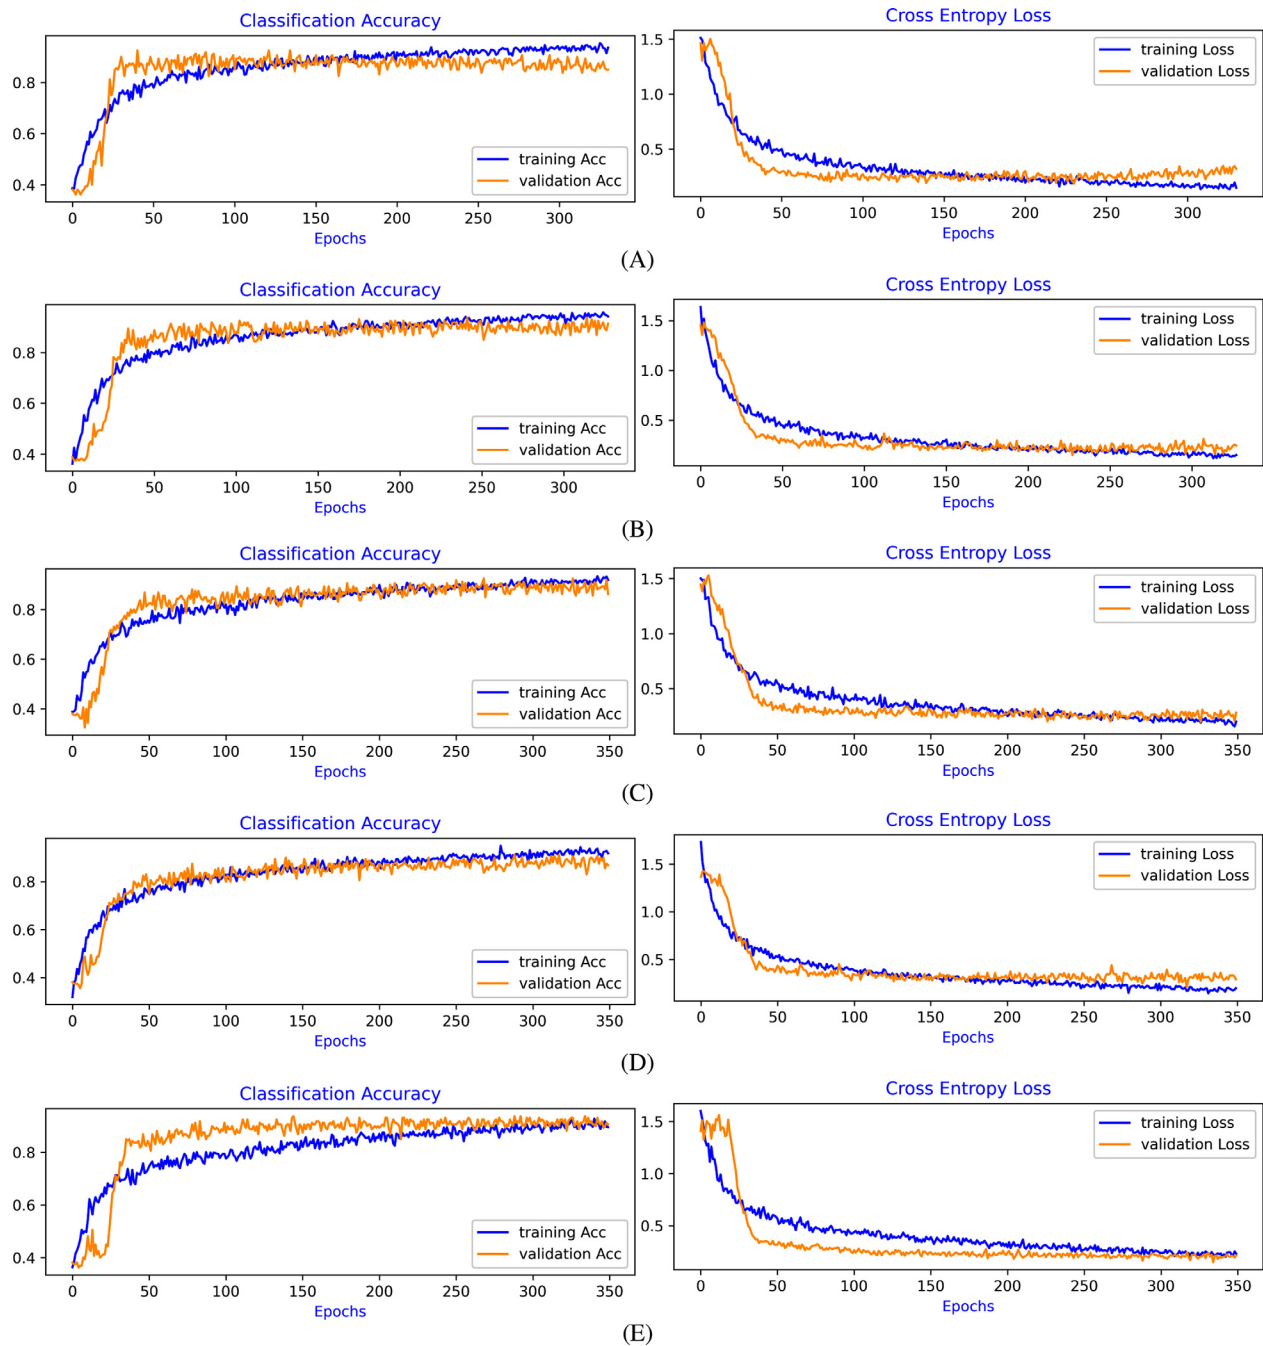 Classification Accuracy
Cross Entropy Loss
0.8
0.6
0.4
training Acc
validation Acc
0 50 100 150 200 250 300
Epochs
1.5
1.0
0.5
training Loss
validation Loss
0 50 100 150 200 250 300
Epochs
(A)
Classification Accuracy
Cross Entropy Loss
0.8
0.6
0.4
training Acc
validation Acc
0 50 100 150 200 250 300
Epochs
1.5
1.0
0.5
training Loss
validation Loss
0 50 100 150 200 250 300
Epochs
(B)
Classification Accuracy
Cross Entropy Loss
0.8
0.6
0.4
training Acc
validation Acc
0 50 100 150 200 250 300 350
Epochs
1.5
1.0
0.5
training Loss
validation Loss
0 50 100 150 200 250 300 350
Epochs
(C)
Classification Accuracy
Cross Entropy Loss
0.8
0.6
0.4
training Acc
validation Acc
0 50 100 150 200 250 300 350
Epochs
1.5
1.0
0.5
training Loss
validation Loss
0 50 100 150 200 250 300 350
Epochs
(D)
Classification Accuracy
Cross Entropy Loss
0.8
0.6
0.4
training Acc
validation Acc
0 50 100 150 200 250 300 350
Epochs
1.5
1.0
0.5
training Loss
validation Loss
0 50 100 150 200 250 300 350
Epochs
(E)